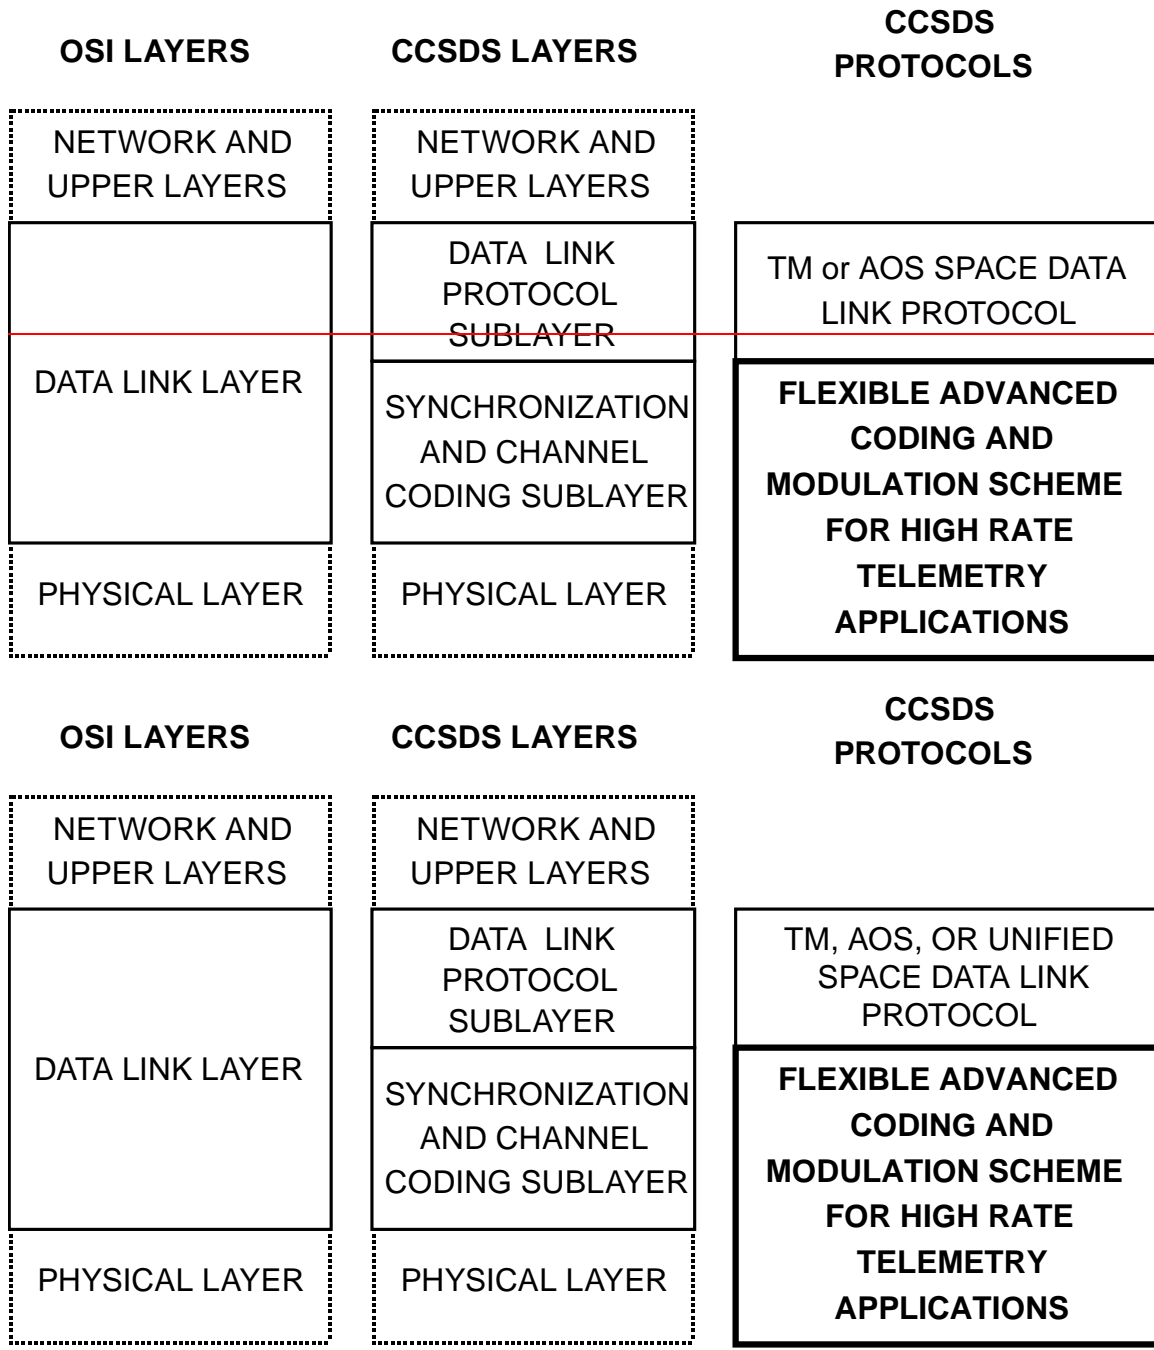 OSI LAYERS
CCSDS LAYERS
CCSDS
PROTOCOLS
NETWORK AND
UPPER LAYERS
DATA LINK LAYER
PHYSICAL LAYER
NETWORK AND
UPPER LAYERS
DATA LINK
PROTOCOL
SUBLAYER
SYNCHRONIZATION
AND CHANNEL
CODING SUBLAYER
PHYSICAL LAYER
TM or AOS SPACE DATA
LINK PROTOCOL
FLEXIBLE ADVANCED
CODING AND
MODULATION SCHEME
FOR HIGH RATE
TELEMETRY
APPLICATIONS
OSI LAYERS
CCSDS LAYERS
CCSDS
PROTOCOLS
NETWORK AND
UPPER LAYERS
DATA LINK LAYER
PHYSICAL LAYER
NETWORK AND
UPPER LAYERS
DATA LINK
PROTOCOL
SUBLAYER
SYNCHRONIZATION
AND CHANNEL
CODING SUBLAYER
PHYSICAL LAYER
TM, AOS, OR UNIFIED
SPACE DATA LINK
PROTOCOL
FLEXIBLE ADVANCED
CODING AND
MODULATION SCHEME
FOR HIGH RATE
TELEMETRY
APPLICATIONS